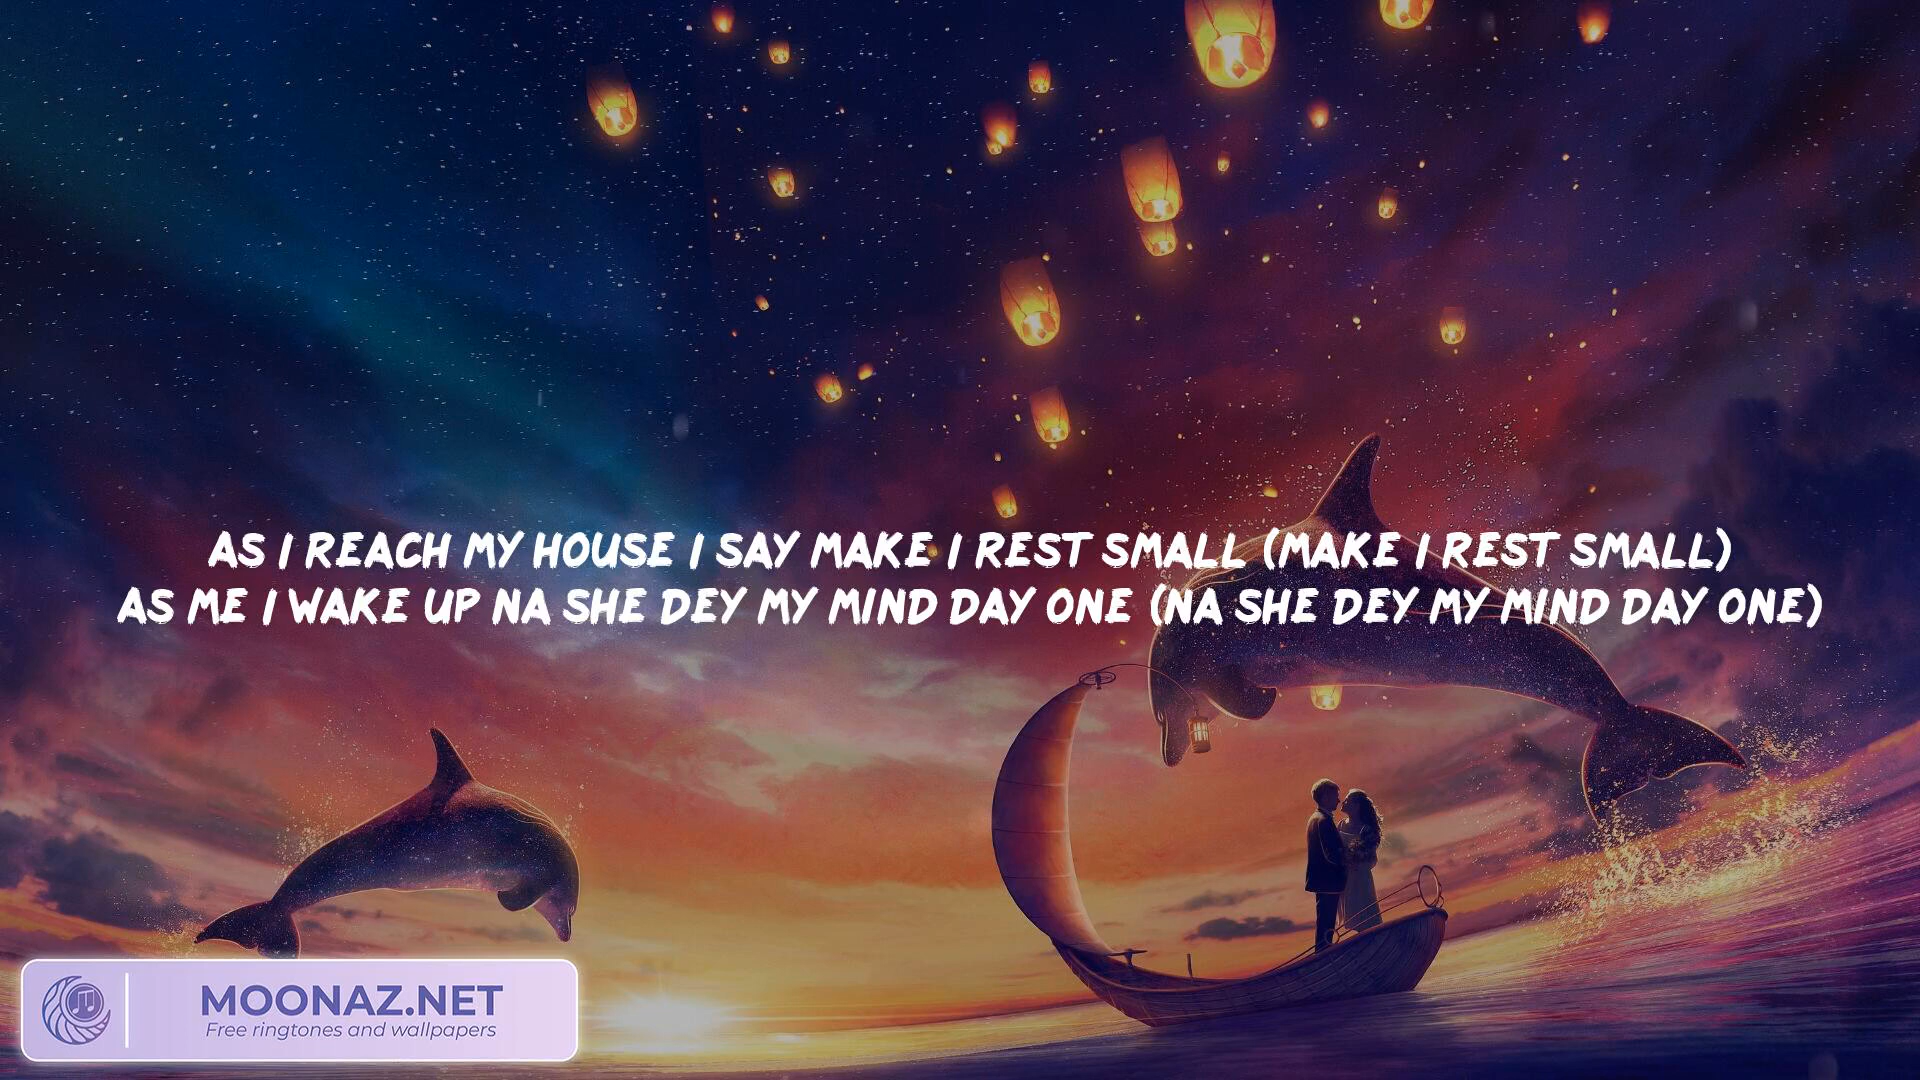 AS I REACH MY HOUSE I SAY MAKE I REST SMALL (MAKE I REST SMALL)
AS ME I WAKE UP NA SHE DEY MY MIND DAY ONE (NA SHE DEY MY MIND DAY ONE)
MOONAZ.NET
Free ringtones and wallpapers